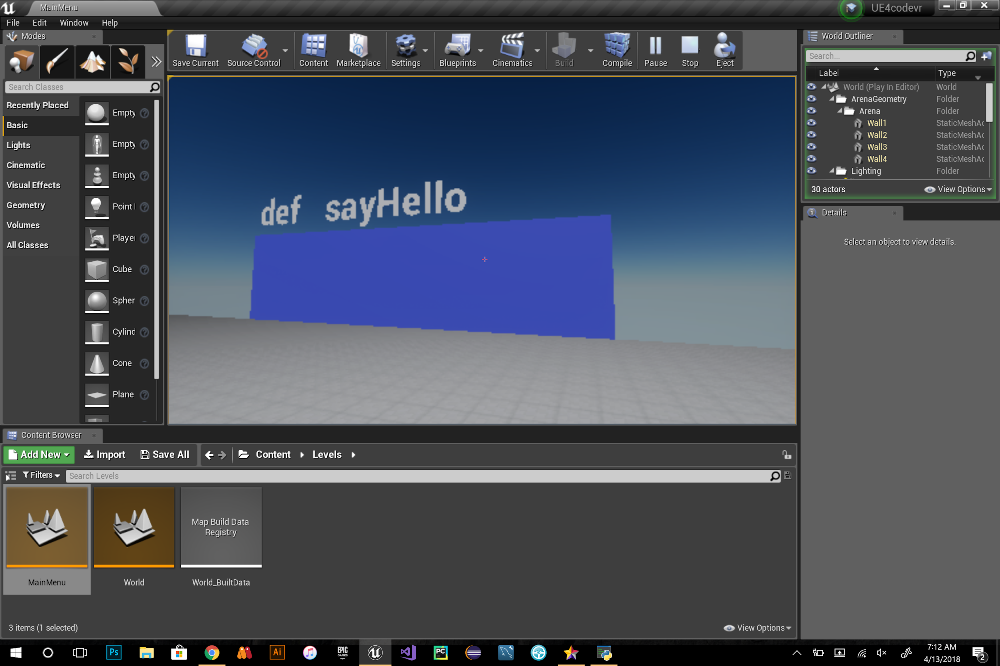 MainMenu
UE4codevr
File Edit Window Help
Modes
Search Classes
Recently Placed
Basic
Lights
Cinematic
Visual Effects
Geometry
Volumes
All Classes
Empty
Empty
Empty
Point
Player
Cube
Spher
Cylind
Cone
Plane
Save Current Source Control Content Marketplace Settings Blueprints Cinematics Build Compile Pause Stop Eject
def sayHello
World Outliner
Search...
Label Type
World (Play In Editor) World
ArenaGeometry Folder
Arena Folder
Wall1 StaticMeshAc
Wall2 StaticMeshAc
Wall3 StaticMeshAc
Wall4 StaticMeshAc
Lighting Folder
30 actors View Options
Details
Select an object to view details.
Content Browser
Add New Import Save All Content Levels
Filters Search Levels
Map Build Data
Registry
MainMenu World World_BuiltData
3 items (1 selected) View Options
Ps Ai EPIC
GAMES
PC
7:12 AM
4/13/2018
2